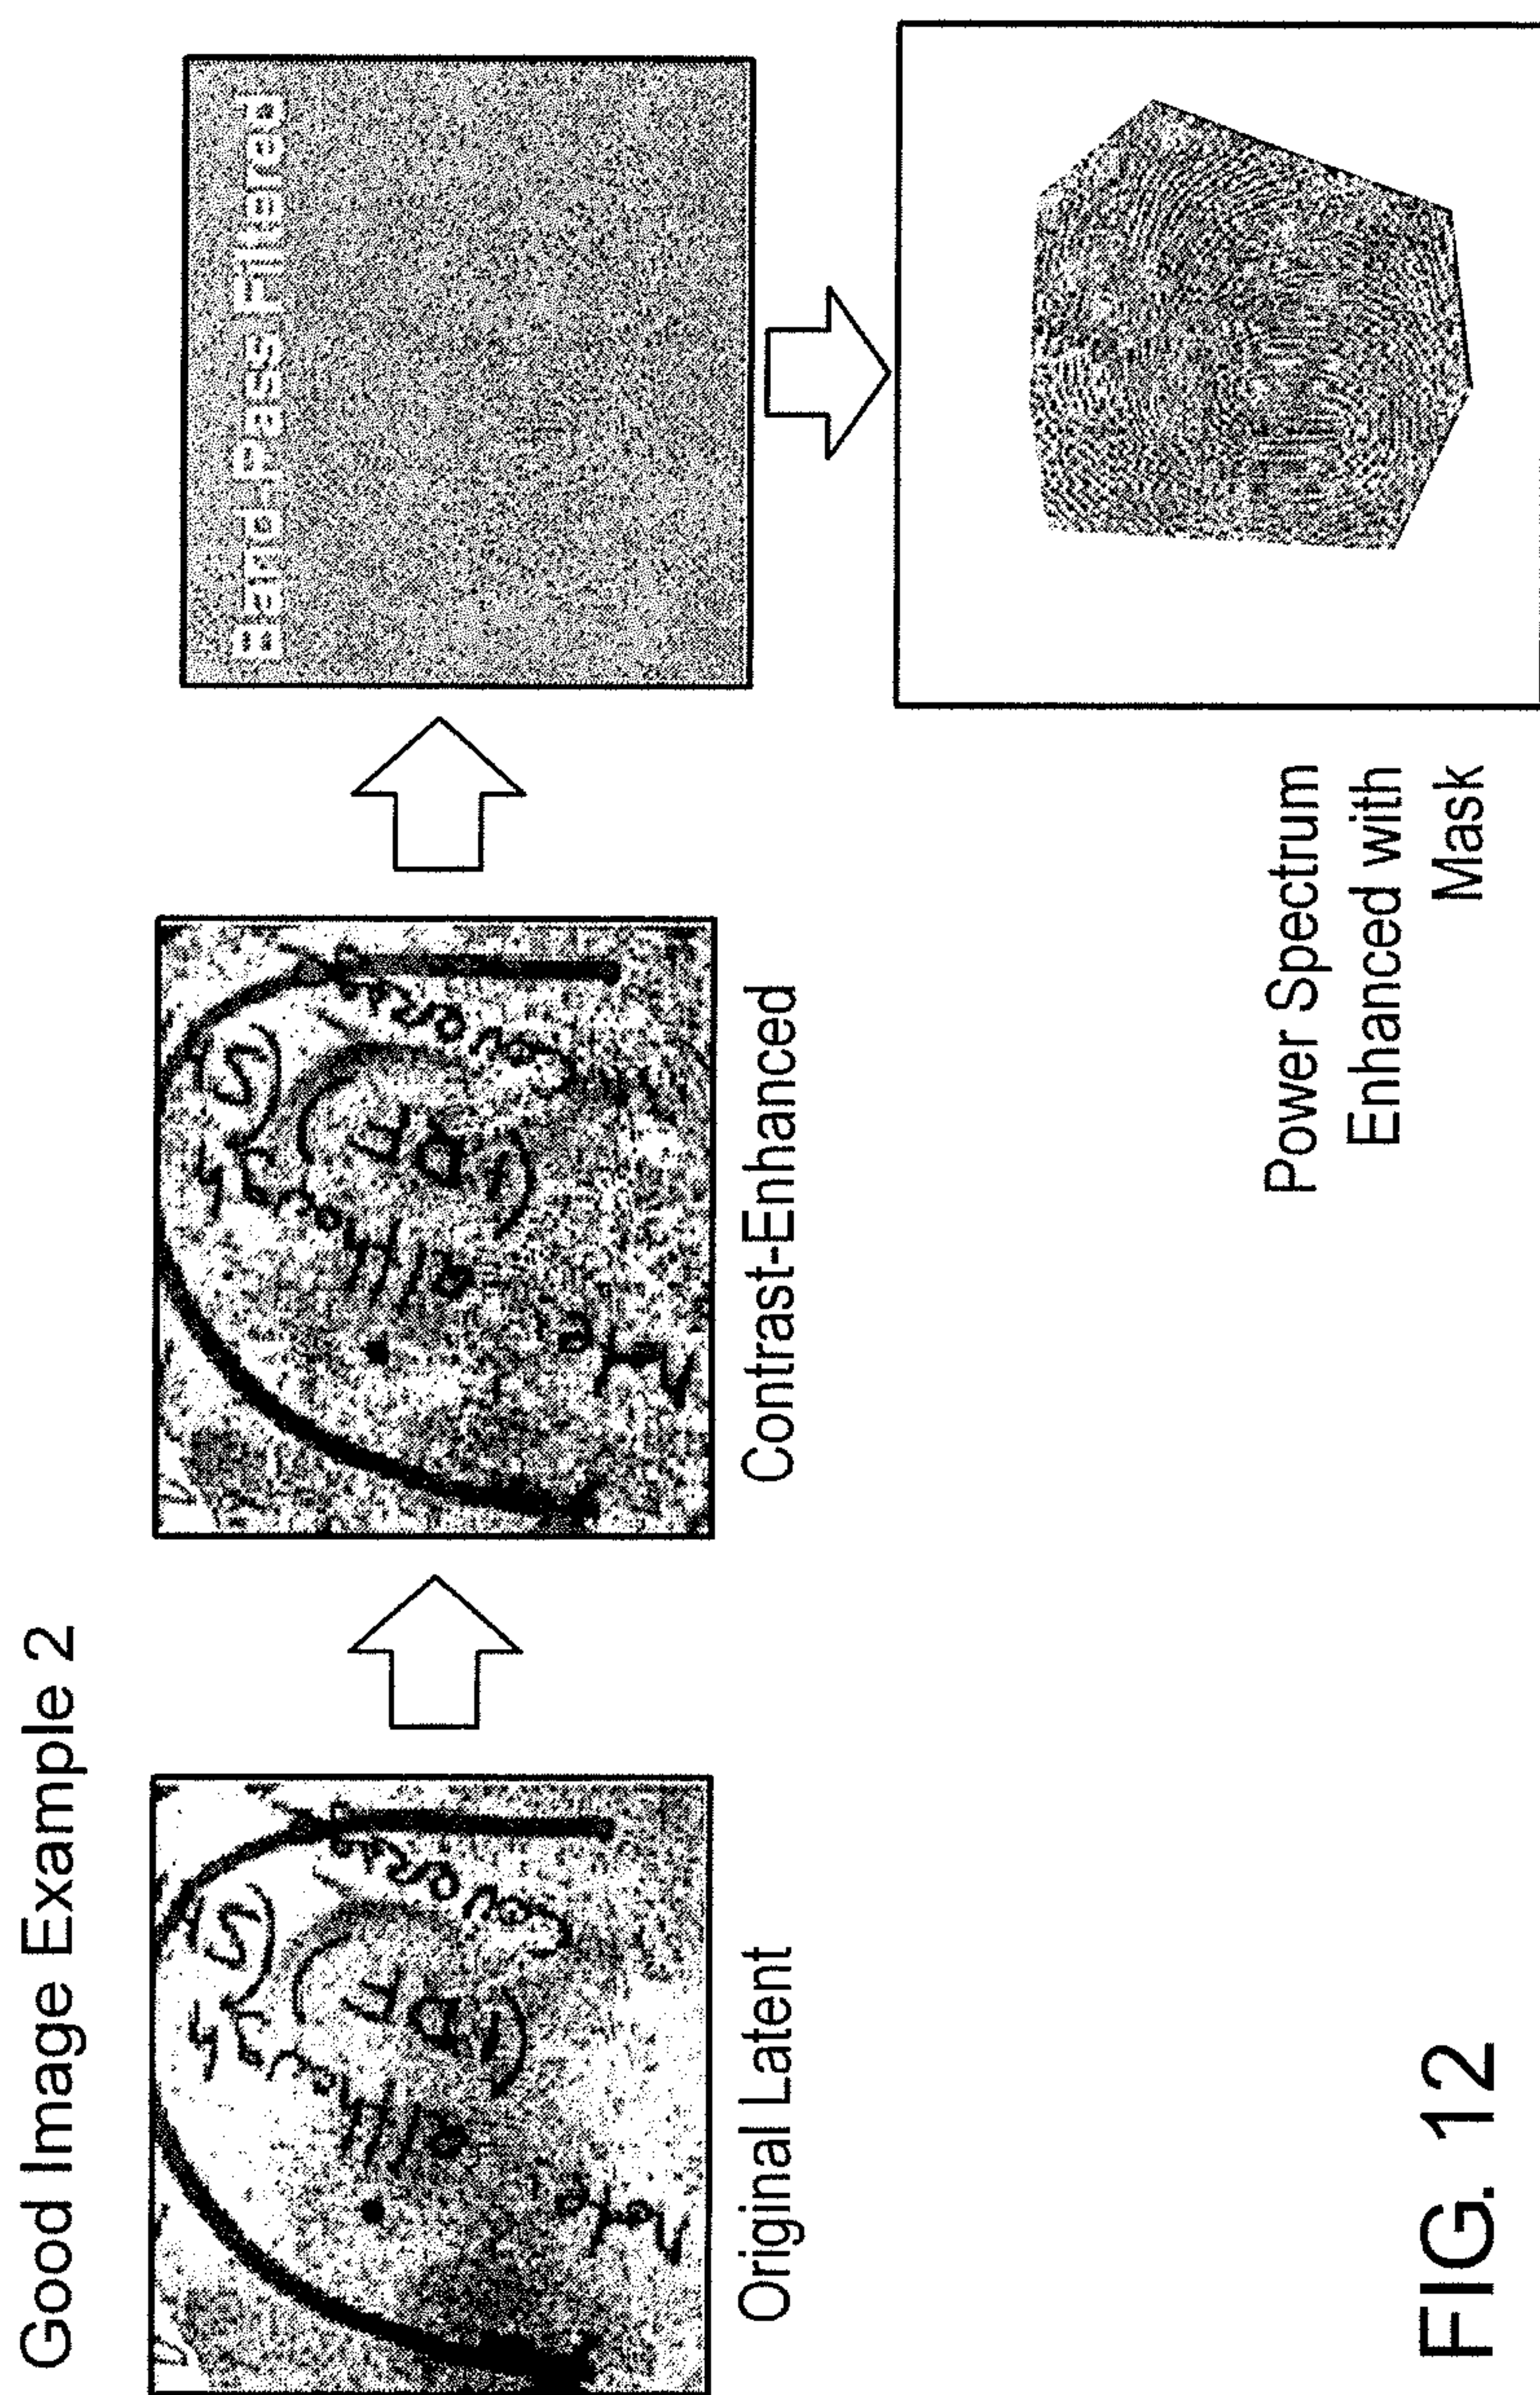 Good Image Example 2
Original Latent
Contrast-Enhanced
Band-Pass Filtered
Power Spectrum
Enhanced with
Mask
FIG. 12